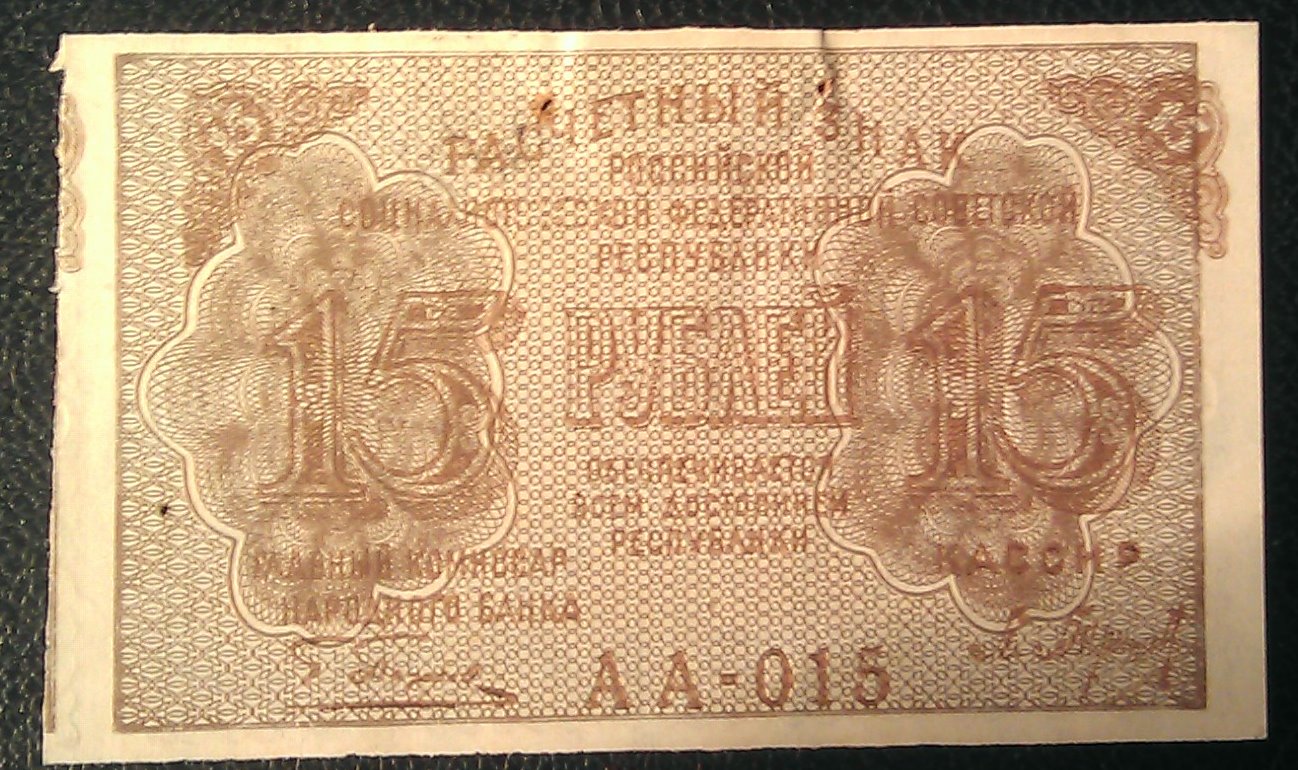 РАСЧЕТНЫЙ ЗНАК
РОССИЙСКОЙ
СОЦИАЛИСТИЧЕСКОЙ ФЕДЕРАТИВНОЙ СОВЕТСКОЙ
РЕСПУБЛИКИ
15 РУБЛЕЙ 15
ОБЕСПЕЧИВАЕТСЯ
ВСЕМ ДОСТОЯНИЕМ
РЕСПУБЛИКИ
ГЛАВНЫЙ КОМИССАР КАССИР
НАРОДНОГО БАНКА
АА-015